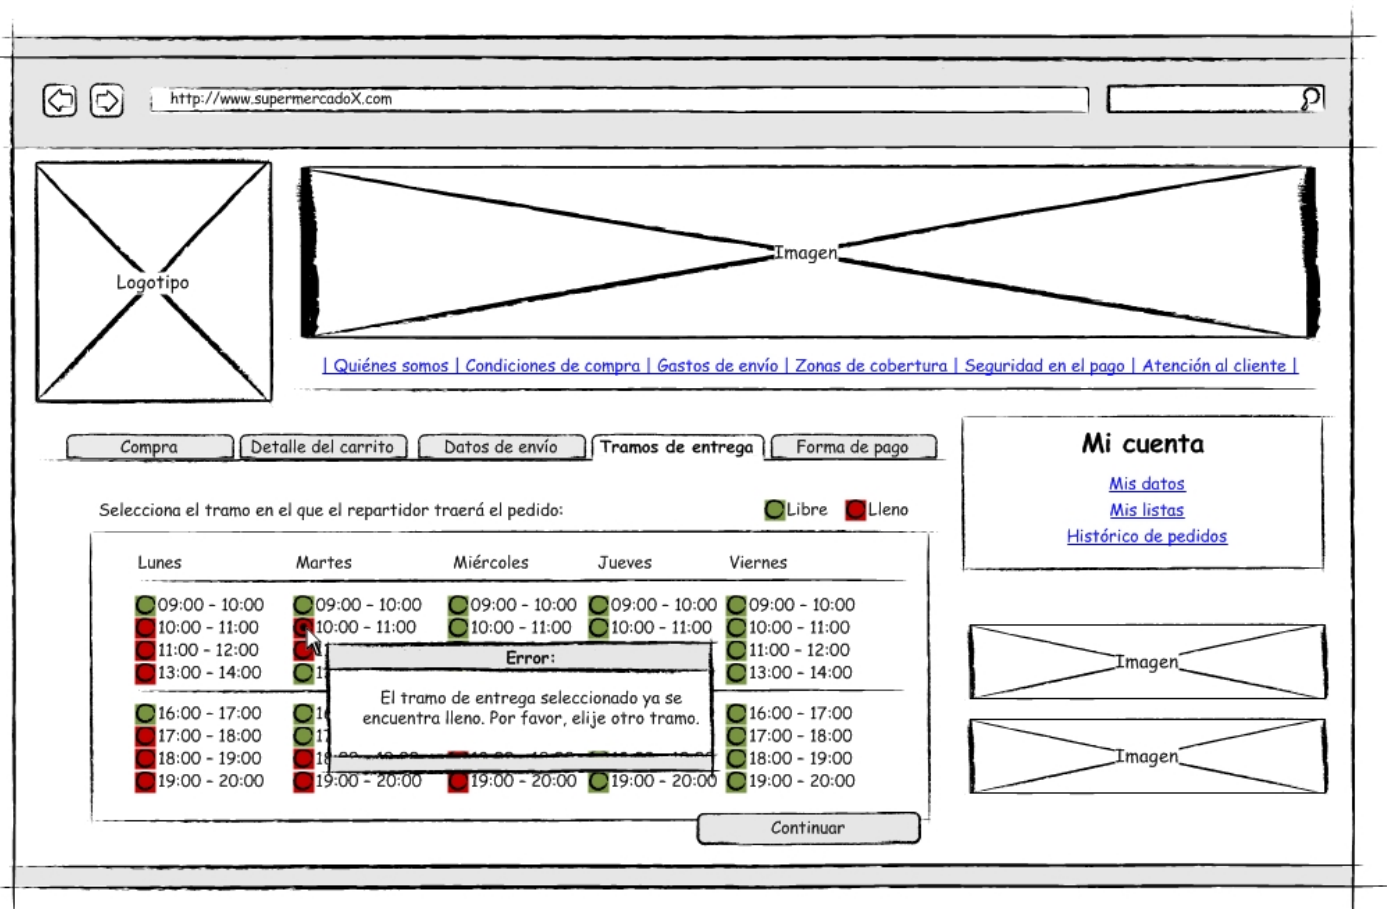 http://www.supermercadoX.com
Logotipo
Imagen
| Quiénes somos | Condiciones de compra | Gastos de envío | Zonas de cobertura | Seguridad en el pago | Atención al cliente |
Compra Detalle del carrito Datos de envío Tramos de entrega Forma de pago
Mi cuenta
Mis datos
Mis listas
Histórico de pedidos
Selecciona el tramo en el que el repartidor traerá el pedido: Libre Lleno
Lunes Martes Miércoles Jueves Viernes
09:00 - 10:00 09:00 - 10:00 09:00 - 10:00 09:00 - 10:00 09:00 - 10:00
10:00 - 11:00 10:00 - 11:00 10:00 - 11:00 10:00 - 11:00 10:00 - 11:00
11:00 - 12:00 11:00 - 12:00
13:00 - 14:00 13:00 - 14:00
Error:
El tramo de entrega seleccionado ya se
encuentra lleno. Por favor, elije otro tramo.
16:00 - 17:00 16 16:00 - 17:00
17:00 - 18:00 17 17:00 - 18:00
18:00 - 19:00 18:00 - 19:00 18:00 - 19:00
19:00 - 20:00 19:00 - 20:00 19:00 - 20:00 19:00 - 20:00 19:00 - 20:00
Imagen
Imagen
Continuar